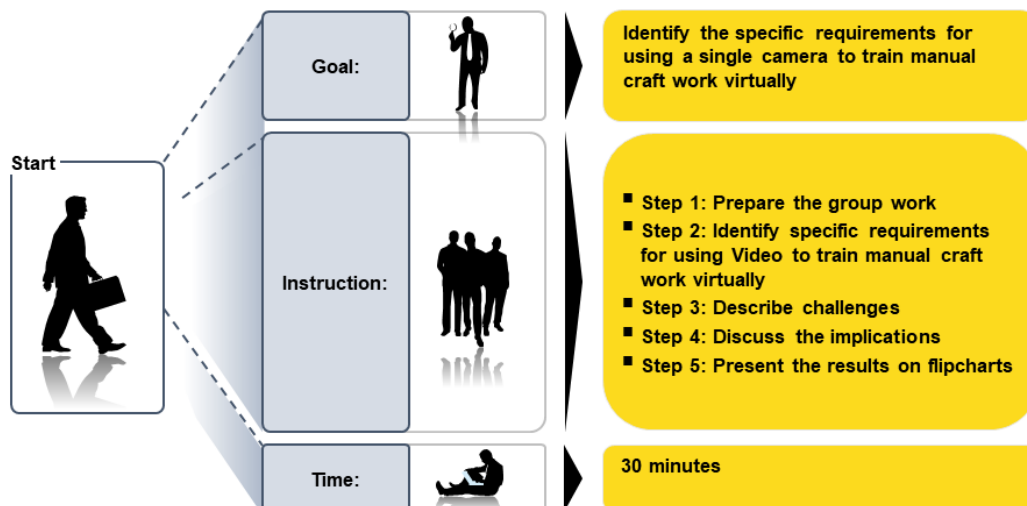 Start
Goal:
Identify the specific requirements for
using a single camera to train manual
craft work virtually
Instruction:
▪ Step 1: Prepare the group work
▪ Step 2: Identify specific requirements
for using Video to train manual craft
work virtually
▪ Step 3: Describe challenges
▪ Step 4: Discuss the implications
▪ Step 5: Present the results on flipcharts
Time:
30 minutes